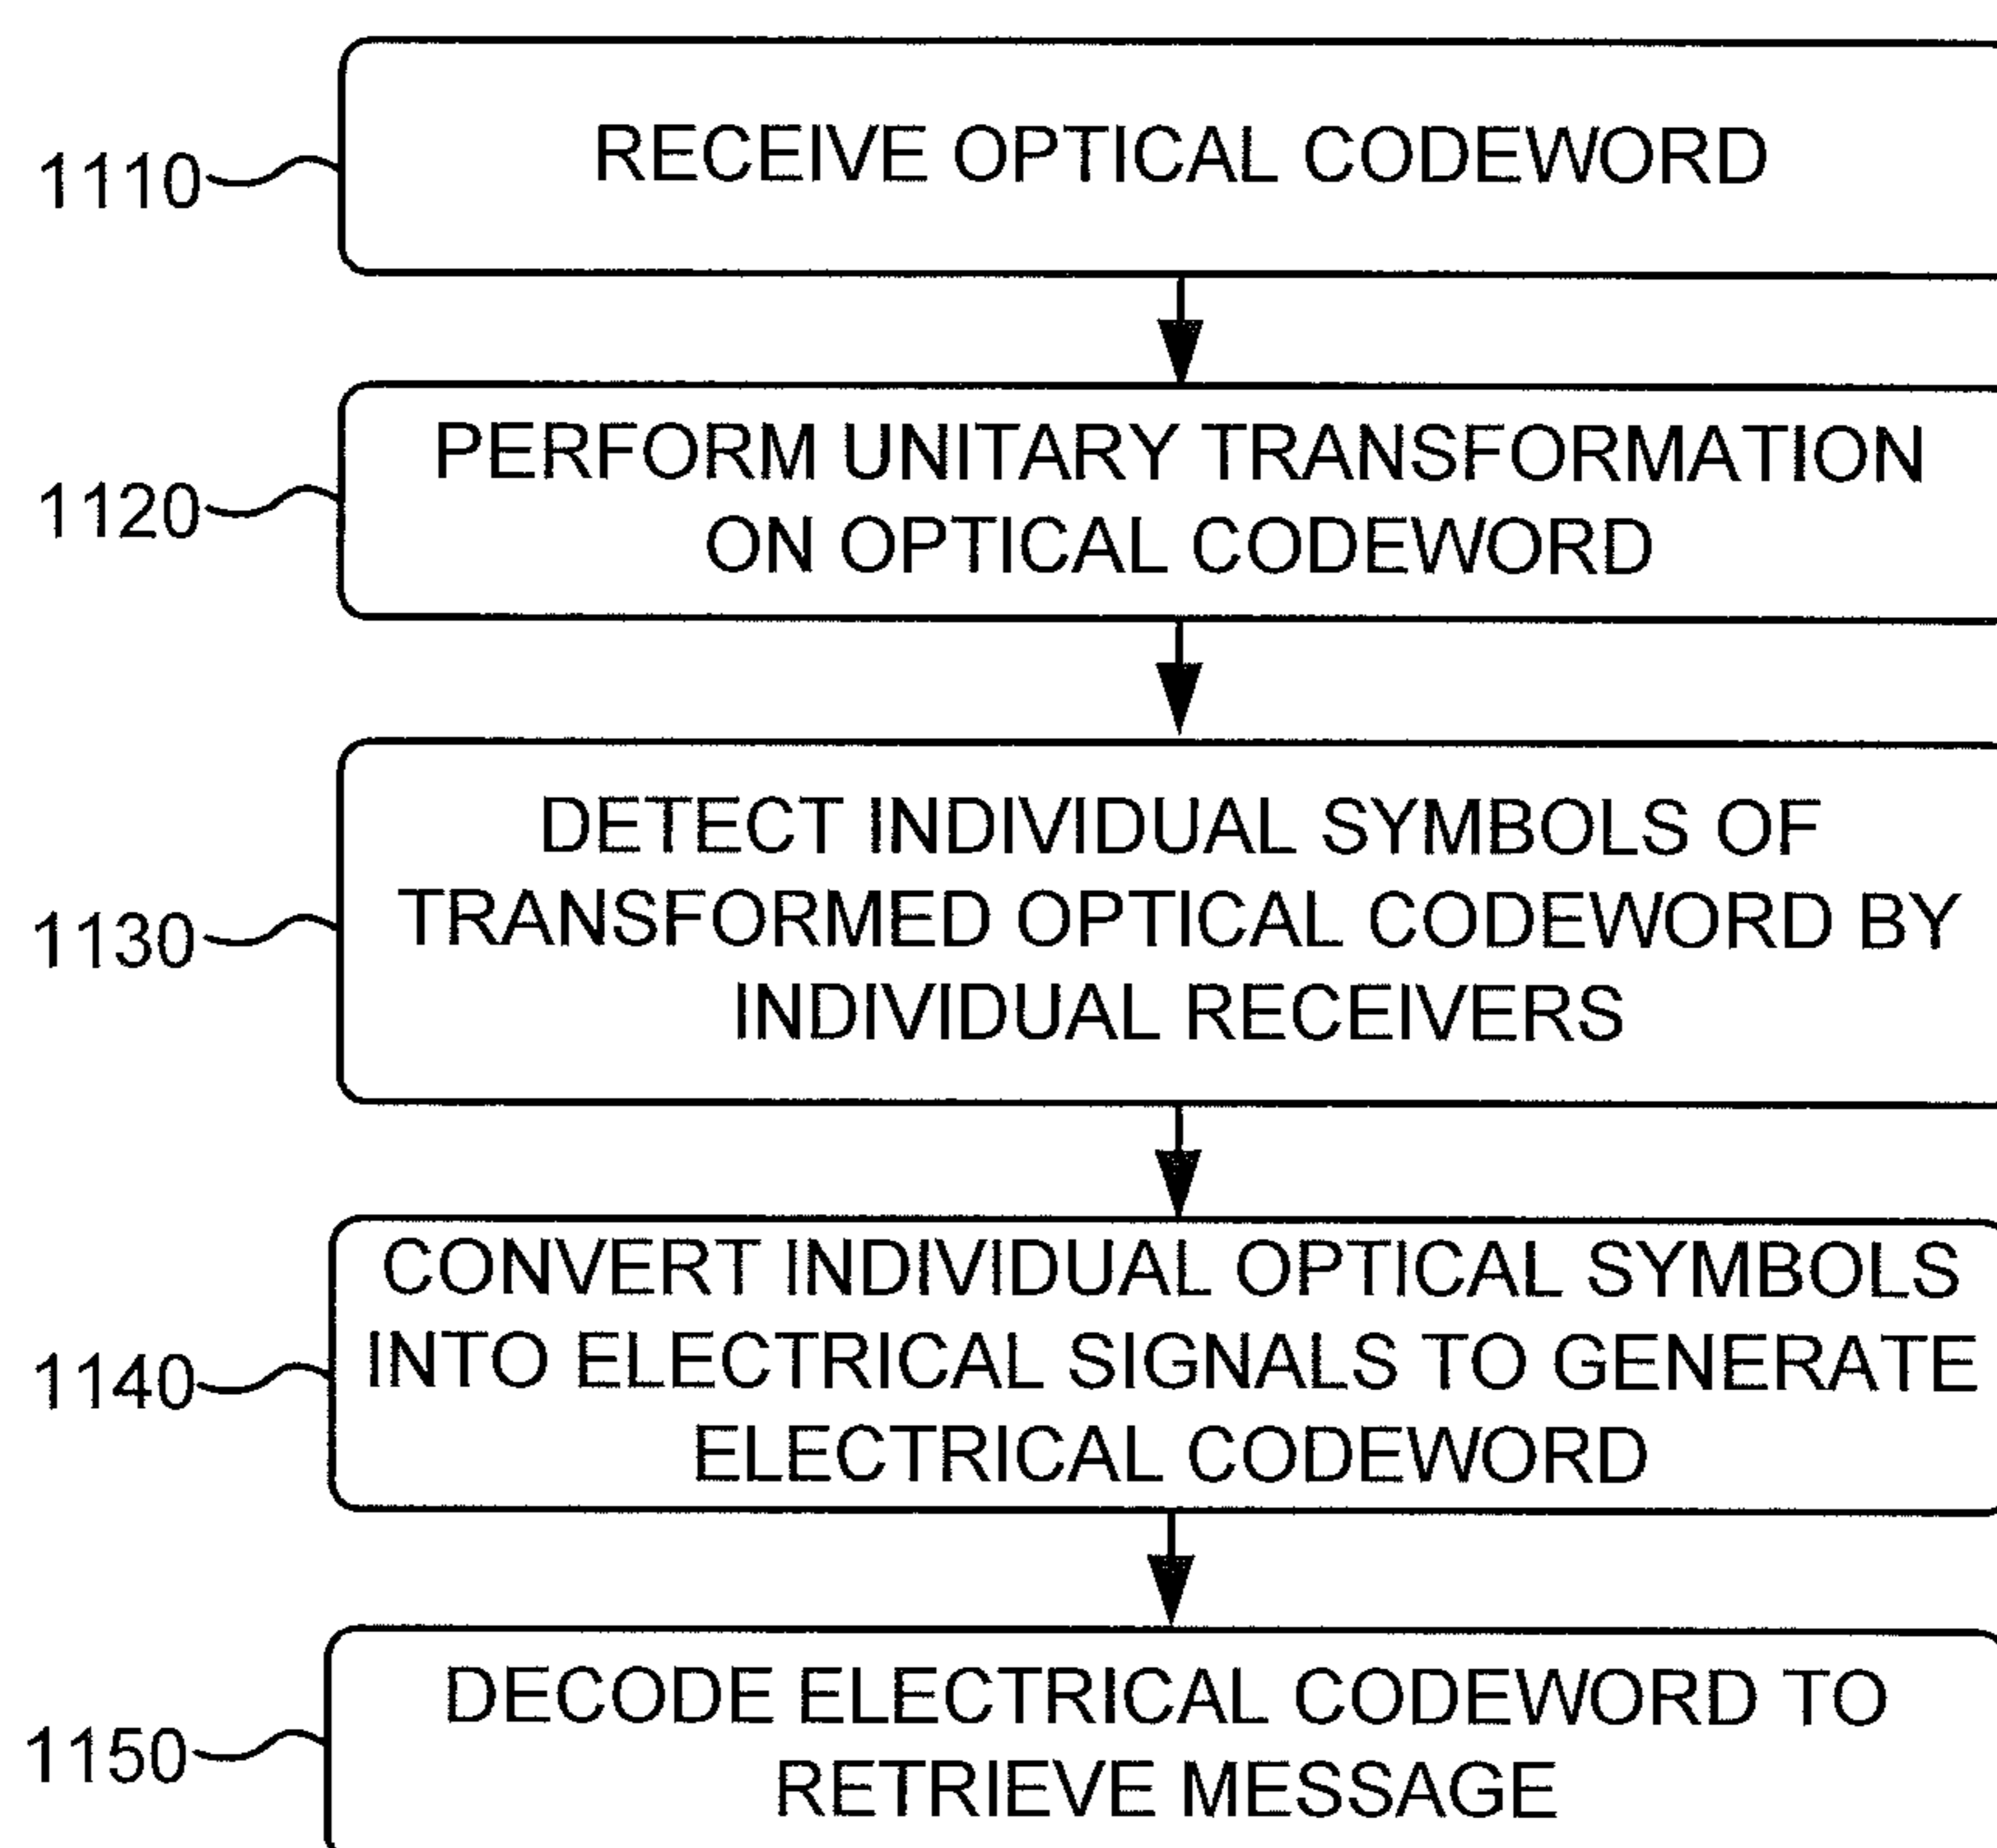 1110
RECEIVE OPTICAL CODEWORD
1120
PERFORM UNITARY TRANSFORMATION
ON OPTICAL CODEWORD
1130
DETECT INDIVIDUAL SYMBOLS OF
TRANSFORMED OPTICAL CODEWORD BY
INDIVIDUAL RECEIVERS
1140
CONVERT INDIVIDUAL OPTICAL SYMBOLS
INTO ELECTRICAL SIGNALS TO GENERATE
ELECTRICAL CODEWORD
1150
DECODE ELECTRICAL CODEWORD TO
RETRIEVE MESSAGE